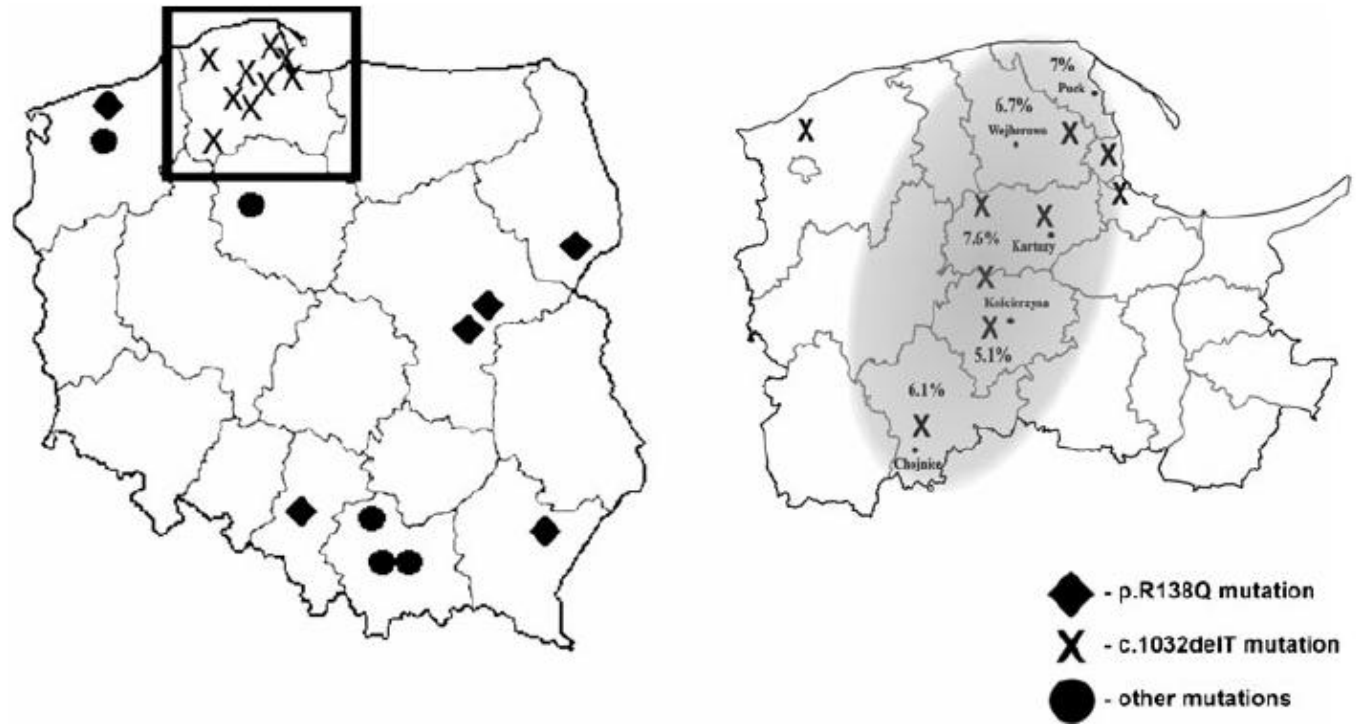 7%
Puck
6.7%
Wejherowo
7.6%
Kartuzy
Kościerzyna
5.1%
6.1%
Chojnice
- p.R138Q mutation
- c.1032delT mutation
- other mutations